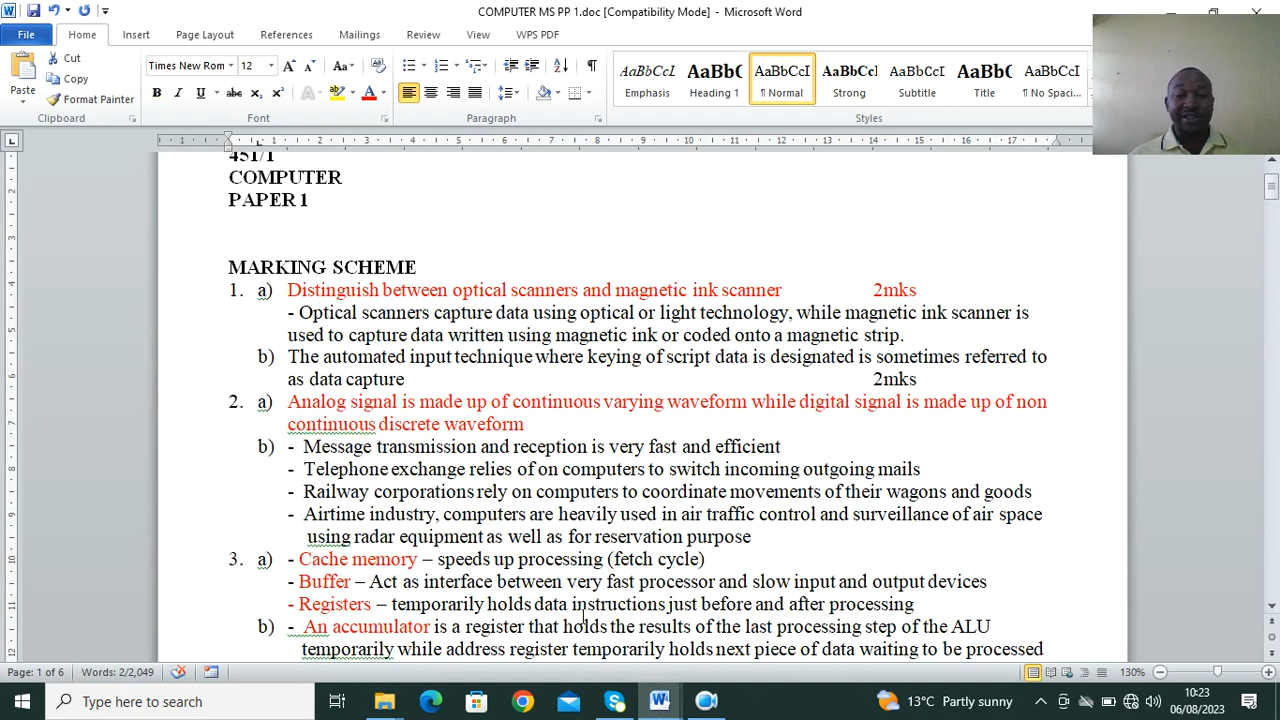 COMPUTER MS PP 1.doc [Compatibility Mode] - Microsoft Word
File Home Insert Page Layout References Mailings Review View WPS PDF
Paste
Cut
Copy
Format Painter
Clipboard
Times New Rom 12
Font
Paragraph
AaBbCcI AaBb( AaBbCcI AaBbCcl AaBbCcI AaBbC AaBbCcI
Emphasis Heading 1 ¶ Normal Strong Subtitle Title ¶ No Spaci...
Styles
451/1
COMPUTER
PAPER 1
MARKING SCHEME
1. a) Distinguish between optical scanners and magnetic ink scanner 2mks
- Optical scanners capture data using optical or light technology, while magnetic ink scanner is
used to capture data written using magnetic ink or coded onto a magnetic strip.
b) The automated input technique where keying of script data is designated is sometimes referred to
as data capture 2mks
2. a) Analog signal is made up of continuous varying waveform while digital signal is made up of non
continuous discrete waveform
b) - Message transmission and reception is very fast and efficient
- Telephone exchange relies of on computers to switch incoming outgoing mails
- Railway corporations rely on computers to coordinate movements of their wagons and goods
- Airtime industry, computers are heavily used in air traffic control and surveillance of air space
using radar equipment as well as for reservation purpose
3. a) - Cache memory – speeds up processing (fetch cycle)
- Buffer – Act as interface between very fast processor and slow input and output devices
- Registers – temporarily holds data instructions just before and after processing
b) - An accumulator is a register that holds the results of the last processing step of the ALU
temporarily while address register temporarily holds next piece of data waiting to be processed
Page: 1 of 6 Words: 2/2,049 130%
Type here to search 13°C Partly sunny 10:23
06/08/2023